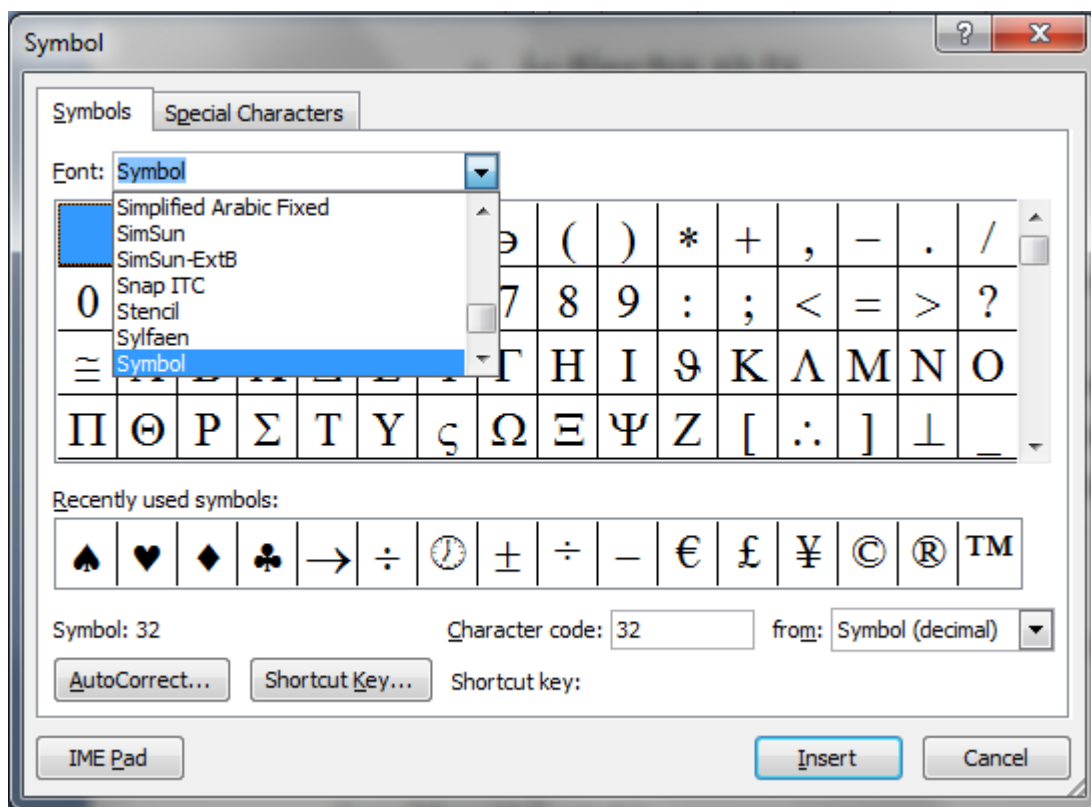 Symbol
Symbols Special Characters
Font: Symbol
Simplified Arabic Fixed
SimSun
SimSun-ExtB
Snap ITC
Stencil
Sylfaen
Symbol
∍ ( ) * + , − . /
0 7 8 9 : ; < = > ?
≅ Γ Η Ι ϑ Κ Λ Μ Ν Ο
Π Θ Ρ Σ Τ Υ ς Ω Ξ Ψ Ζ [ ∴ ] ⊥ _
Recently used symbols:
♠ ♥ ♦ ♣ → ÷ 🕖 ± ÷ – € £ ¥ © ® ™
Symbol: 32 Character code: 32 from: Symbol (decimal)
AutoCorrect... Shortcut Key... Shortcut key:
IME Pad Insert Cancel